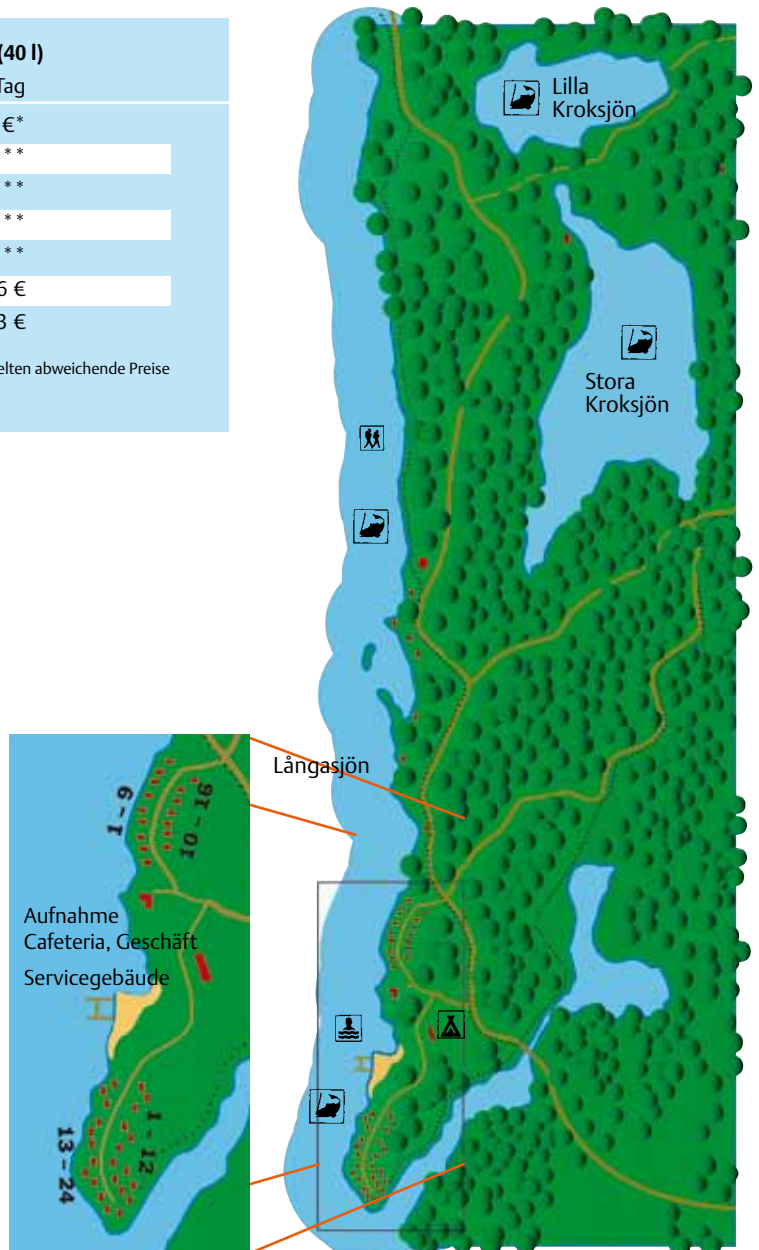 (40 l)
Tag
€*
**
**
**
**
6 €
3 €
elten abweichende Preise
Lilla
Kroksjön
Stora
Kroksjön
Långasjön
1 – 9
10 – 16
Aufnahme
Cafeteria, Geschäft
Servicegebäude
1 – 12
13 – 24